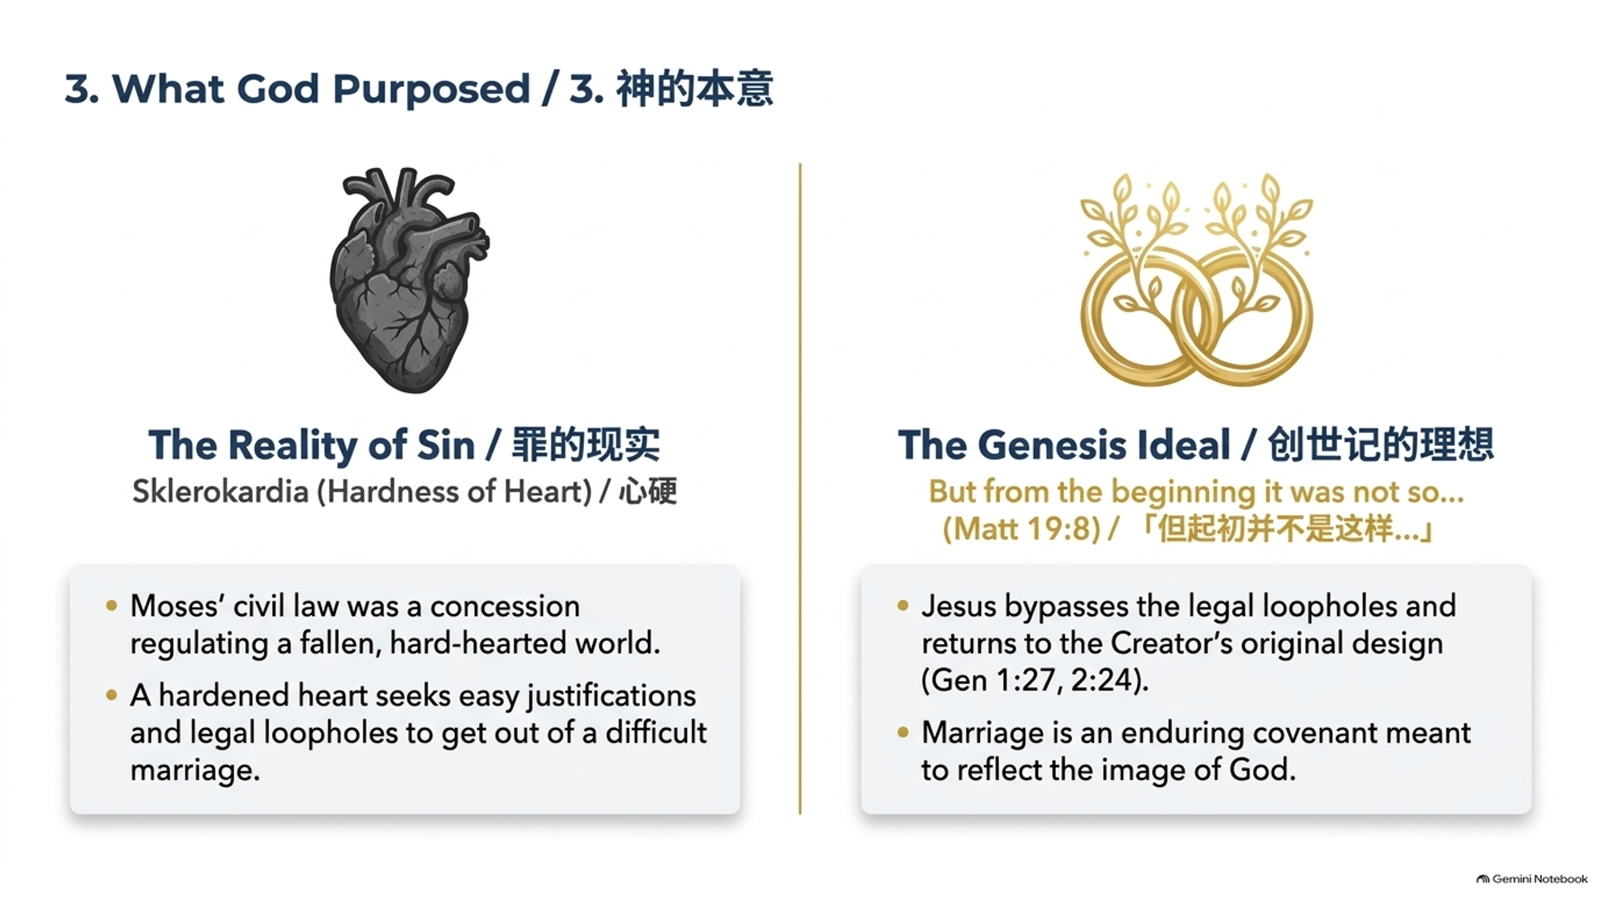 3. What God Purposed / 3. 神的本意
The Reality of Sin / 罪的现实
Sklerokardia (Hardness of Heart) / 心硬
• Moses’ civil law was a concession
regulating a fallen, hard-hearted world.
• A hardened heart seeks easy justifications
and legal loopholes to get out of a difficult
marriage.
The Genesis Ideal / 创世记的理想
But from the beginning it was not so...
(Matt 19:8) / 「但起初并不是这样...」
• Jesus bypasses the legal loopholes and
returns to the Creator’s original design
(Gen 1:27, 2:24).
• Marriage is an enduring covenant meant
to reflect the image of God.
Gemini Notebook